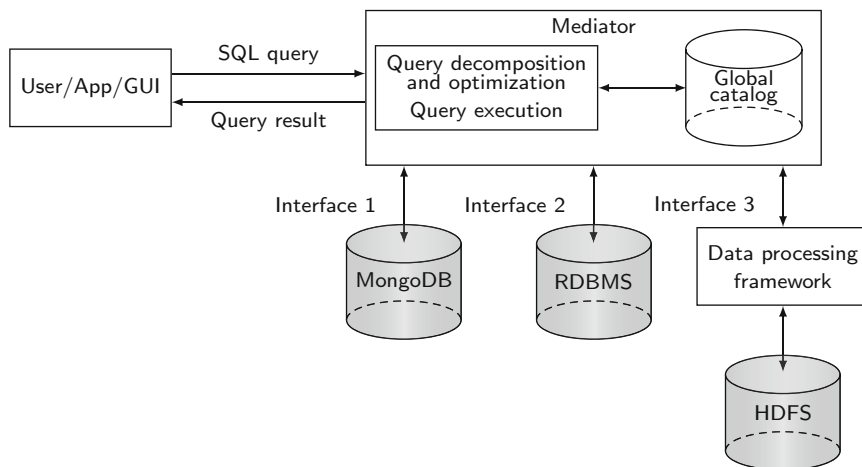 Mediator
SQL query
User/App/GUI
Query result
Query decomposition
and optimization
Query execution
Global
catalog
Interface 1
Interface 2
Interface 3
MongoDB
RDBMS
Data processing
framework
HDFS